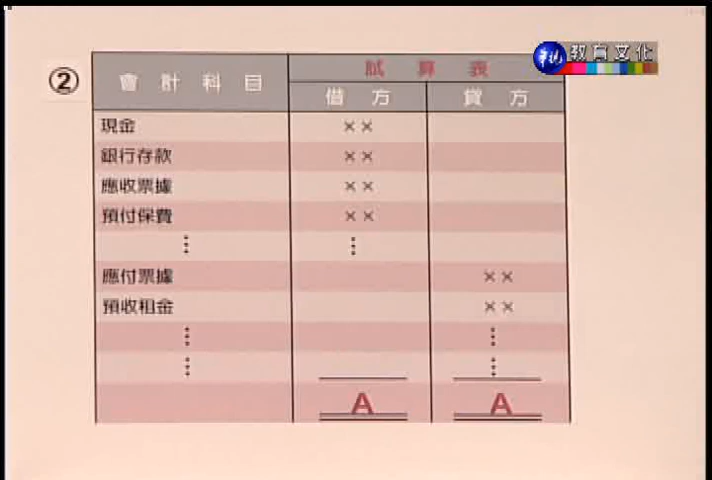 教育文化
②
會計科目 試算表
借方 貸方
現金 ××
銀行存款 ××
應收票據 ××
預付保費 ××
⋮ ⋮
應付票據 ××
預收租金 ××
⋮ ⋮
⋮ ⋮
A A